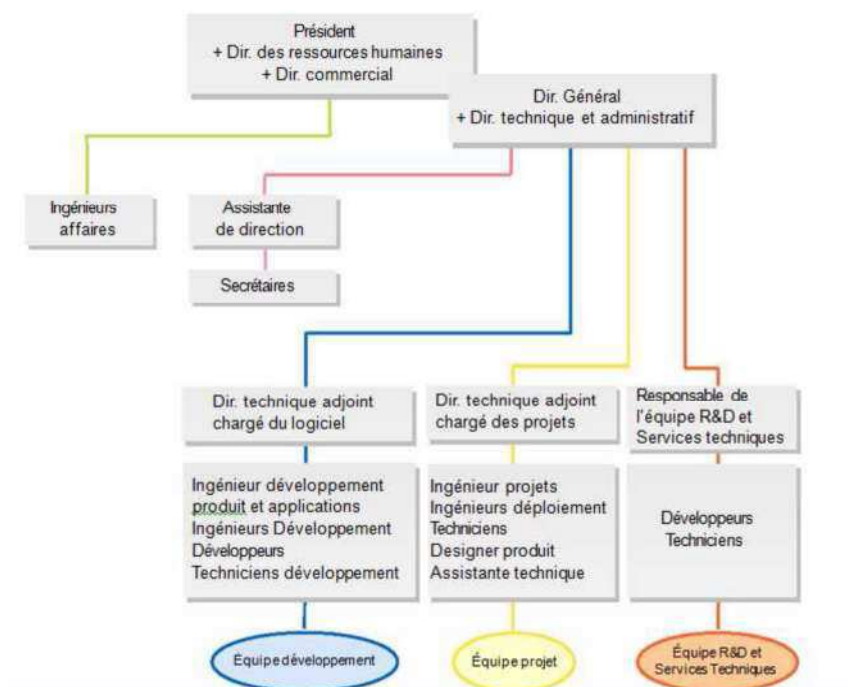 Président
+ Dir. des ressources humaines
+ Dir. commercial
Dir. Général
+ Dir. technique et administratif
Ingénieurs
affaires
Assistante
de direction
Secrétaires
Dir. technique adjoint
chargé du logiciel
Dir. technique adjoint
chargé des projets
Responsable de
l'équipe R&D et
Services techniques
Ingénieur développement
produit et applications
Ingénieurs Développement
Développeurs
Techniciens développement
Ingénieur projets
Ingénieurs déploiement
Techniciens
Designer produit
Assistante technique
Développeurs
Techniciens
Équipe développement
Équipe projet
Équipe R&D et
Services Techniques